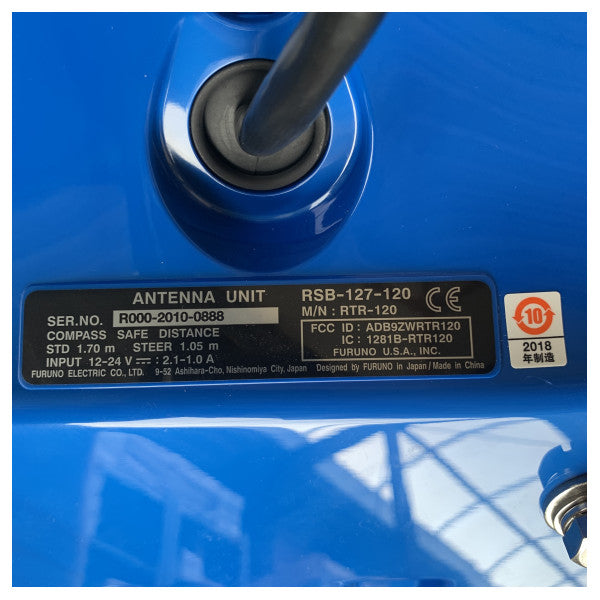 ANTENNA UNIT RSB-127-120 CE
SER.NO. R000-2010-0888 M/N: RTR-120
COMPASS SAFE DISTANCE
STD 1.70 m STEER 1.05 m
INPUT 12-24 V⎓: 2.1-1.0 A
FCC ID : ADB9ZWRTR120
IC : 1281B-RTR120
FURUNO U.S.A., INC.
FURUNO ELECTRIC CO., LTD. 9-52 Ashihara-Cho, Nishinomiya City, Japan Designed by FURUNO in Japan / Made in China
10
2018
年制造